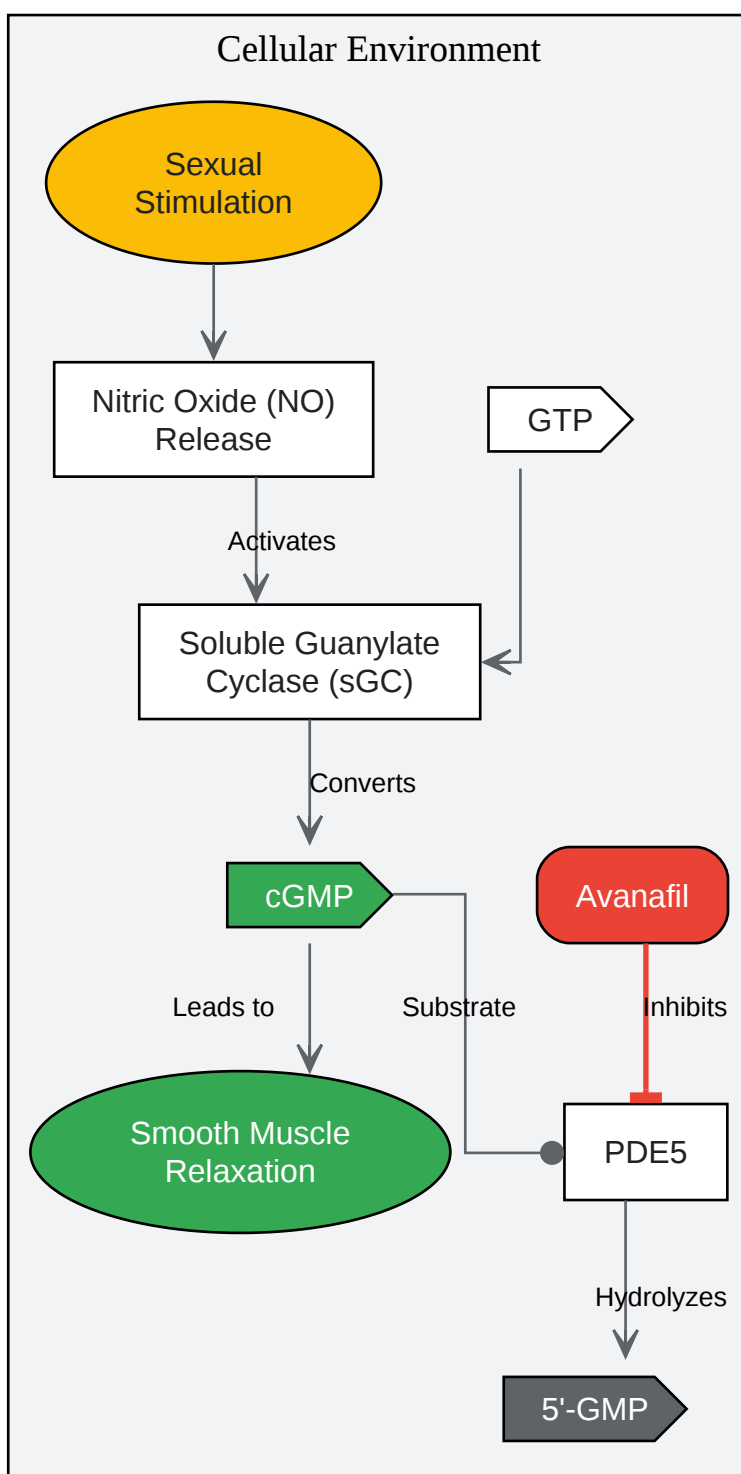 Cellular Environment
Sexual
Stimulation
Nitric Oxide (NO)
Release
GTP
Activates
Soluble Guanylate
Cyclase (sGC)
Converts
cGMP
Avanafil
Leads to
Substrate
Inhibits
Smooth Muscle
Relaxation
PDE5
Hydrolyzes
5'-GMP